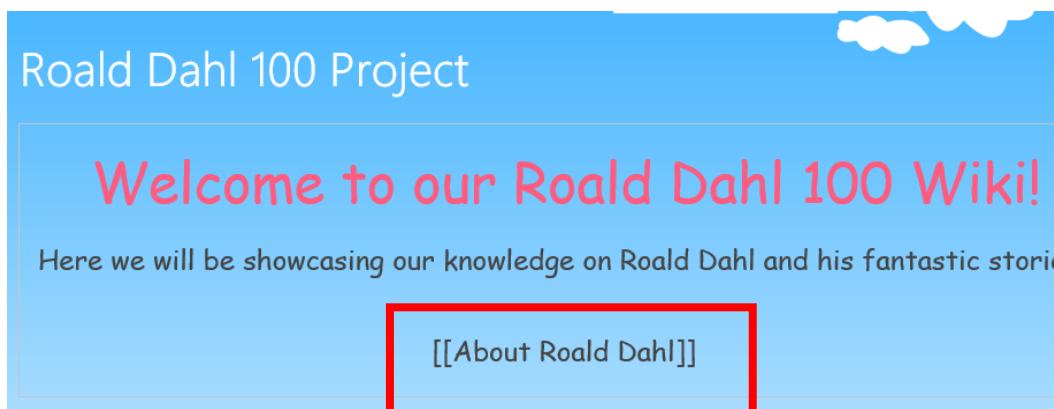 Roald Dahl 100 Project
Welcome to our Roald Dahl 100 Wiki!
Here we will be showcasing our knowledge on Roald Dahl and his fantastic
[[About Roald Dahl]]